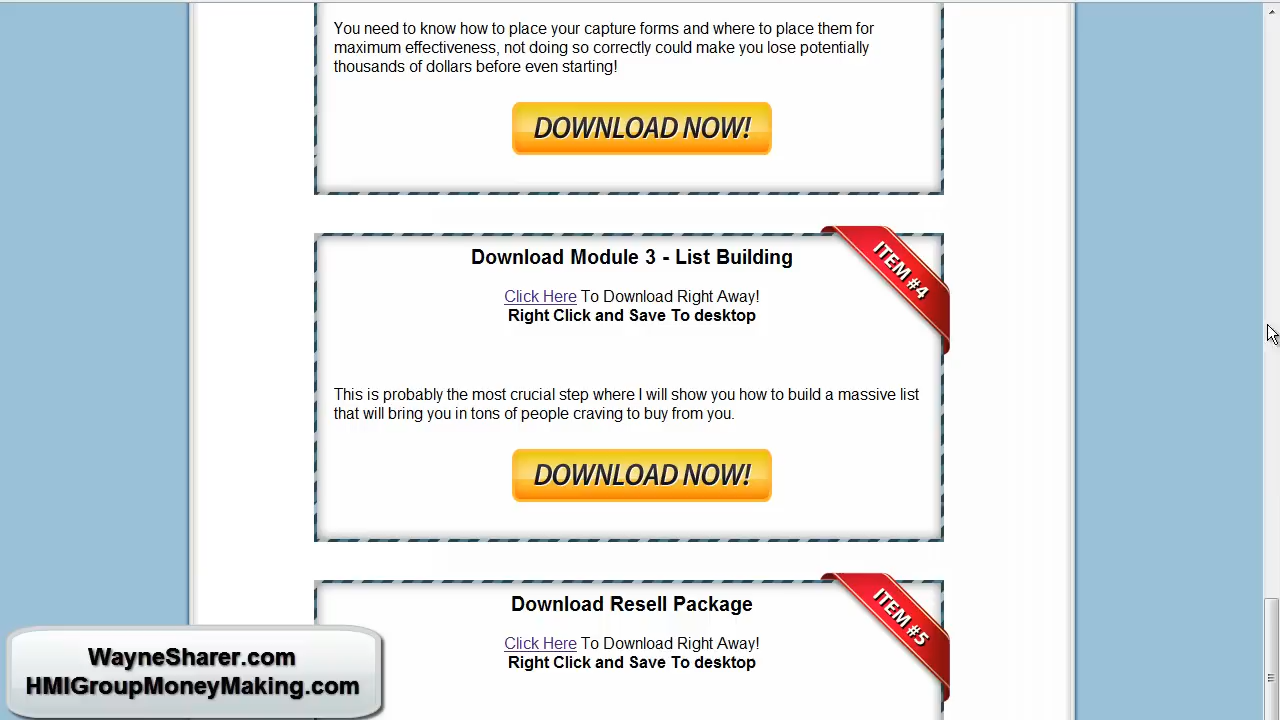 You need to know how to place your capture forms and where to place them for
maximum effectiveness, not doing so correctly could make you lose potentially
thousands of dollars before even starting!
DOWNLOAD NOW!
Download Module 3 - List Building
ITEM #4
Click Here To Download Right Away!
Right Click and Save To desktop
This is probably the most crucial step where I will show you how to build a massive list
that will bring you in tons of people craving to buy from you.
DOWNLOAD NOW!
Download Resell Package
ITEM #5
Click Here To Download Right Away!
Right Click and Save To desktop
WayneSharer.com
HMIGroupMoneyMaking.com